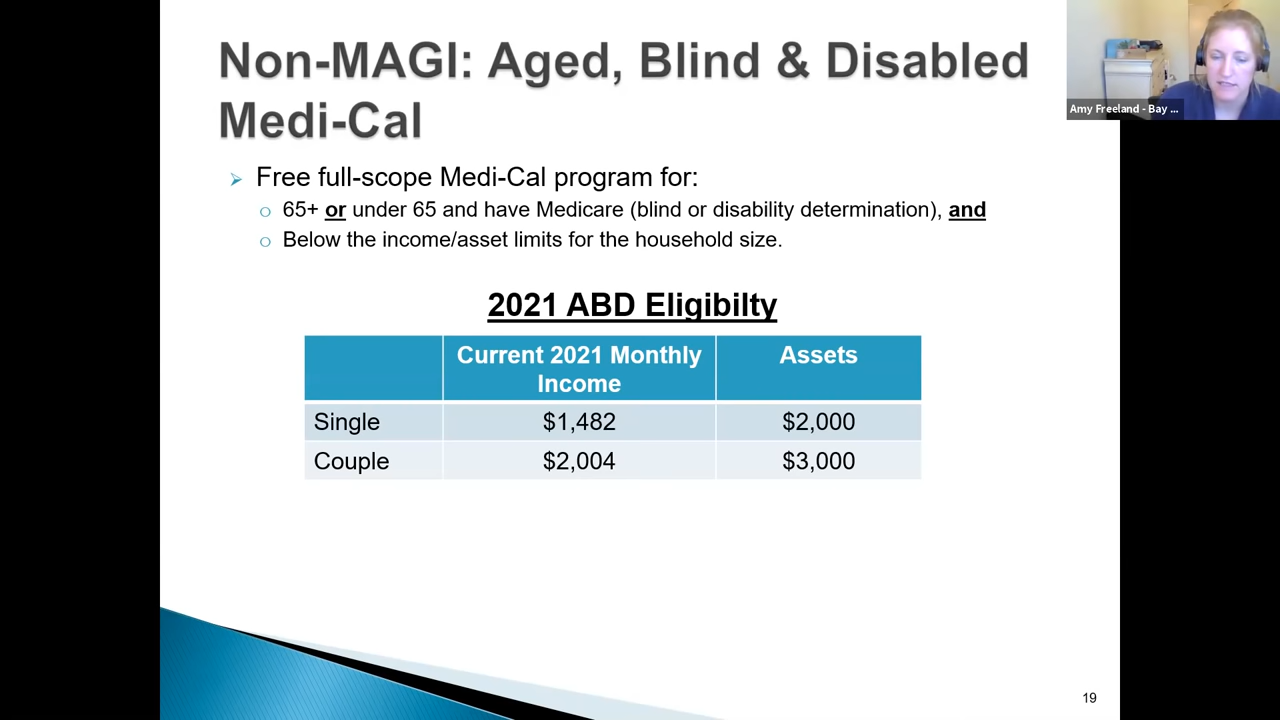 Non-MAGI: Aged, Blind & Disabled
Medi-Cal
Amy Freeland - Bay ...
Free full-scope Medi-Cal program for:
65+ or under 65 and have Medicare (blind or disability determination), and
Below the income/asset limits for the household size.
2021 ABD Eligibilty
Current 2021 Monthly Income Assets
Single $1,482 $2,000
Couple $2,004 $3,000
19